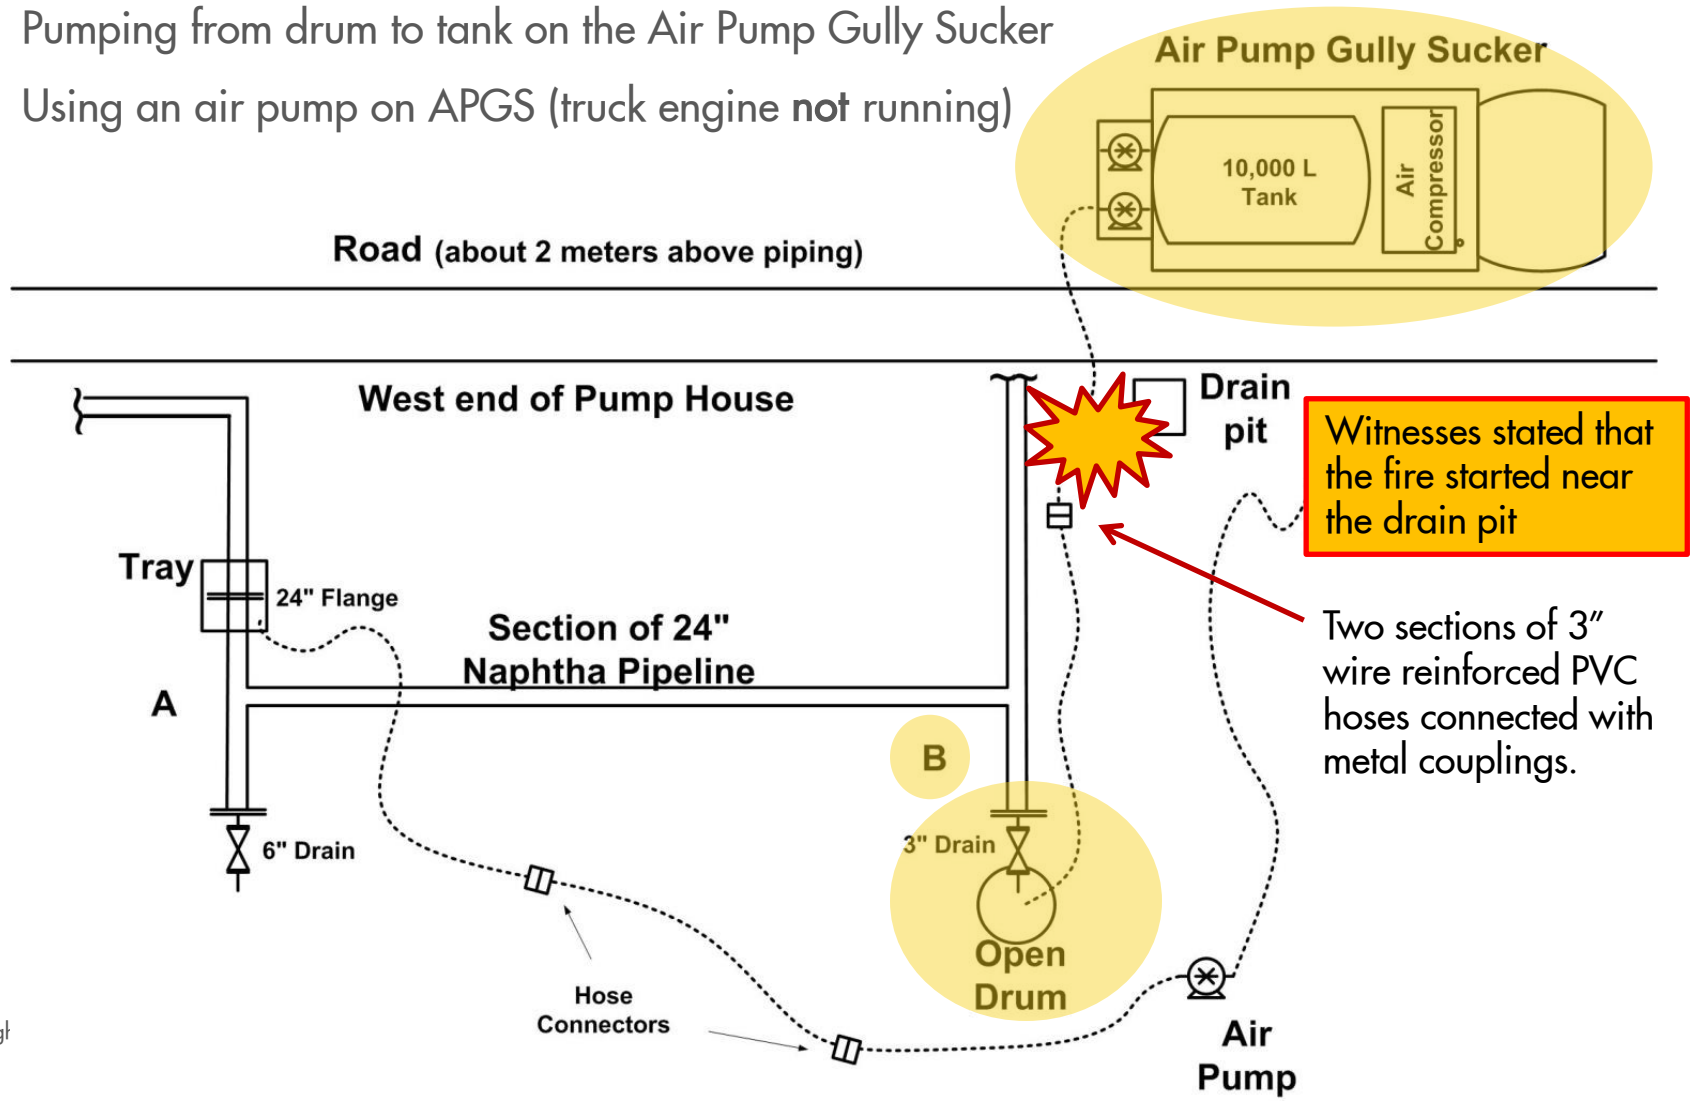 Pumping from drum to tank on the Air Pump Gully Sucker
Using an air pump on APGS (truck engine not running)
Air Pump Gully Sucker
10,000 L
Tank
Air
Compressor
Road (about 2 meters above piping)
West end of Pump House
Drain
pit
Witnesses stated that
the fire started near
the drain pit
Tray
24" Flange
Section of 24"
Naphtha Pipeline
Two sections of 3”
wire reinforced PVC
hoses connected with
metal couplings.
A
B
6" Drain
3" Drain
Open
Drum
Hose
Connectors
Air
Pump